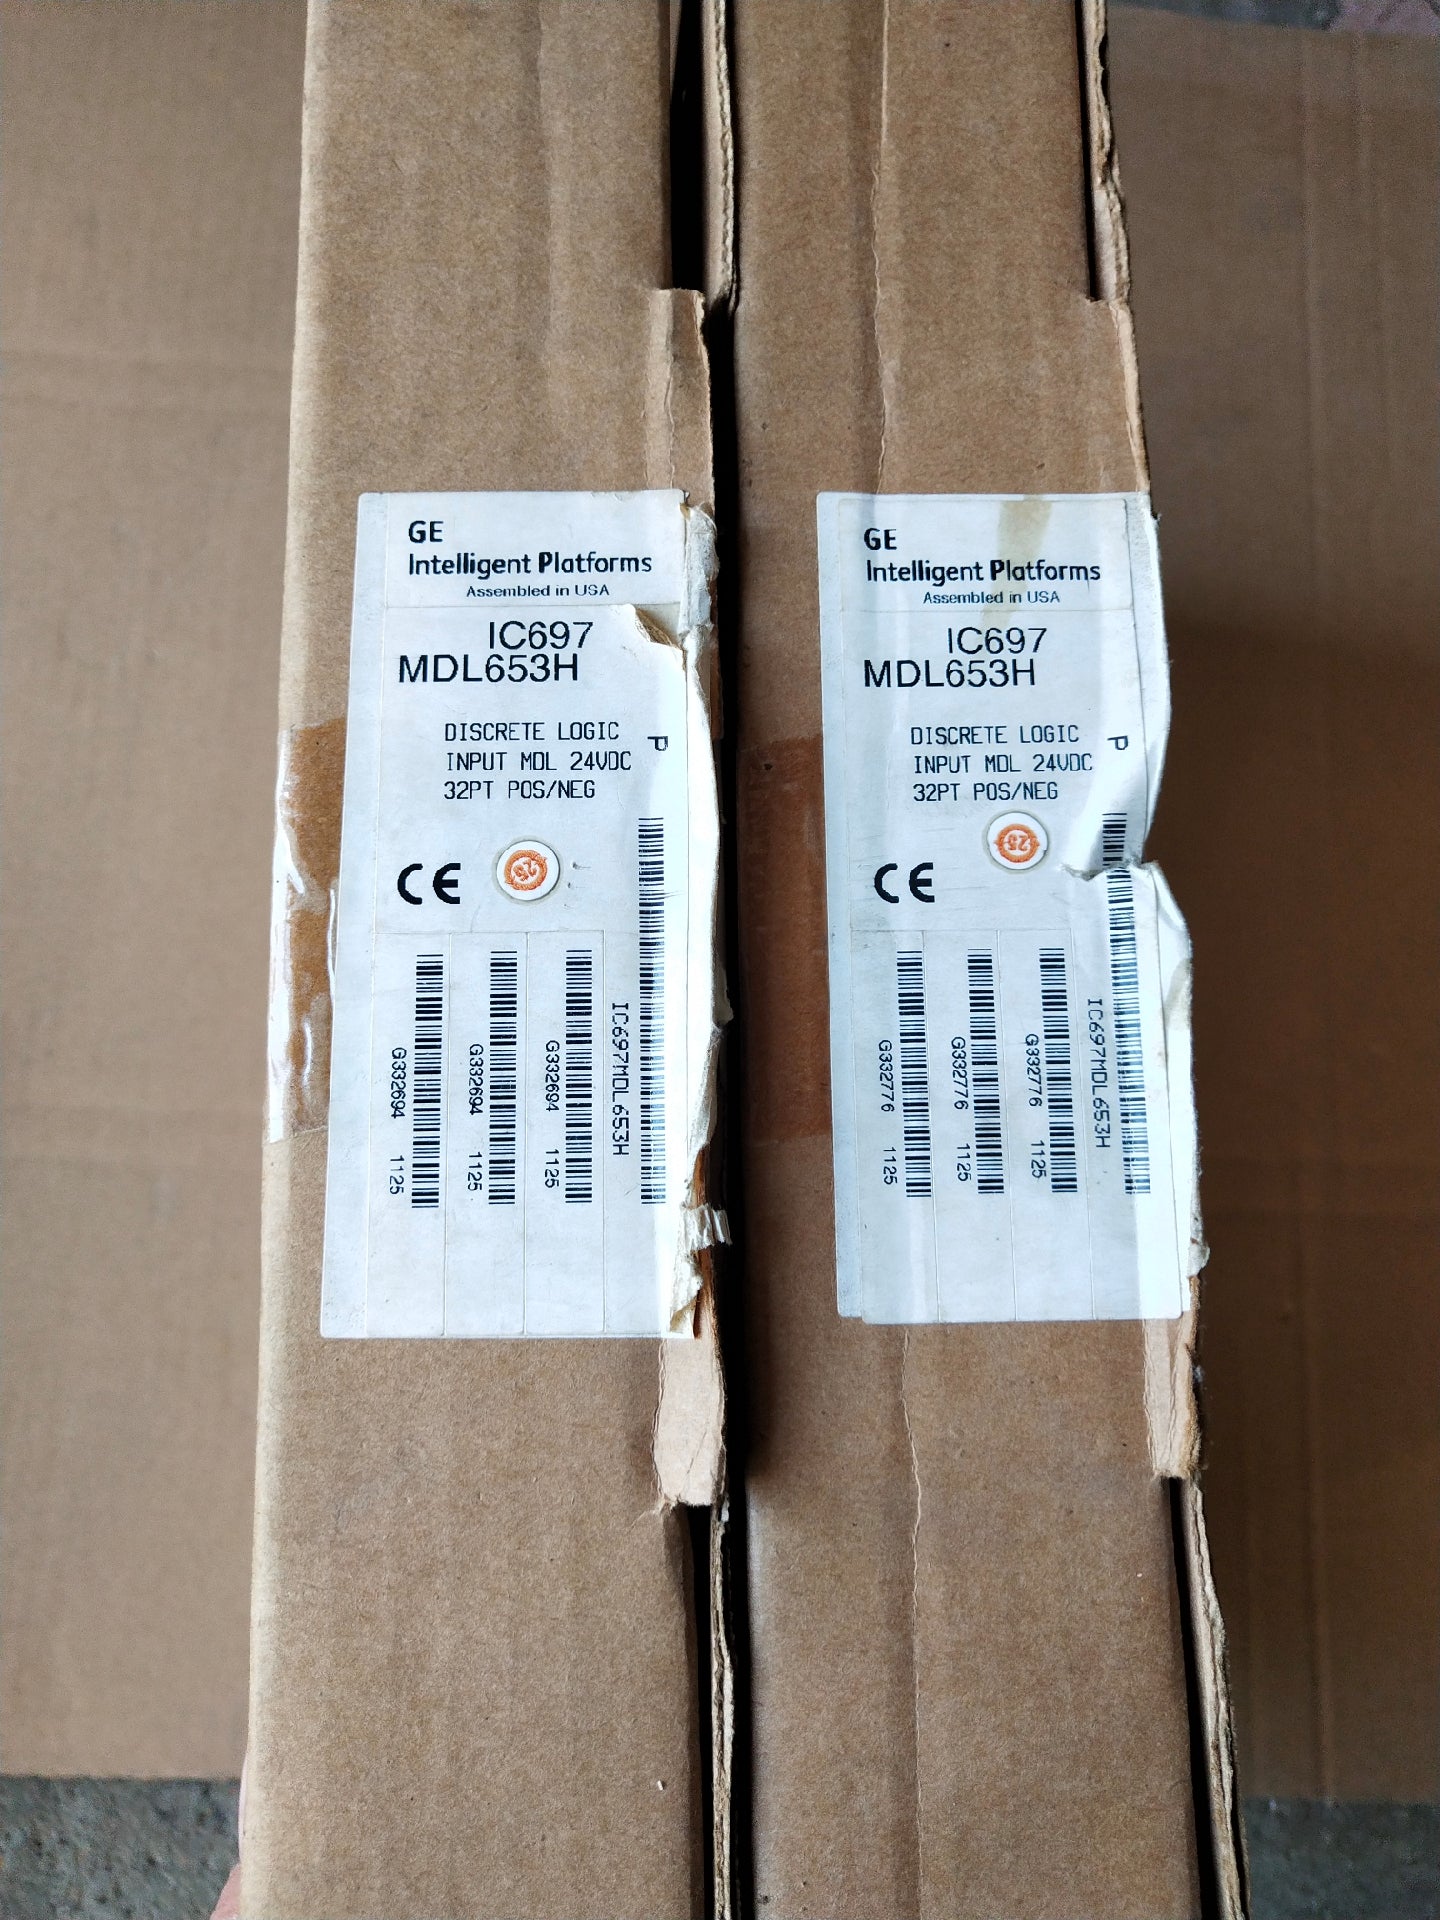 GE
Intelligent Platforms
Assembled in USA
IC697
MDL653H
DISCRETE LOGIC
INPUT MDL 24VDC
32PT POS/NEG
P
CE
25
G332694 1125
G332694 1125
G332694 1125
IC697MDL653H
GE
Intelligent Platforms
Assembled in USA
IC697
MDL653H
DISCRETE LOGIC
INPUT MDL 24VDC
32PT POS/NEG
P
25
CE
G332776 1125
G332776 1125
G332776 1125
IC697MDL653H